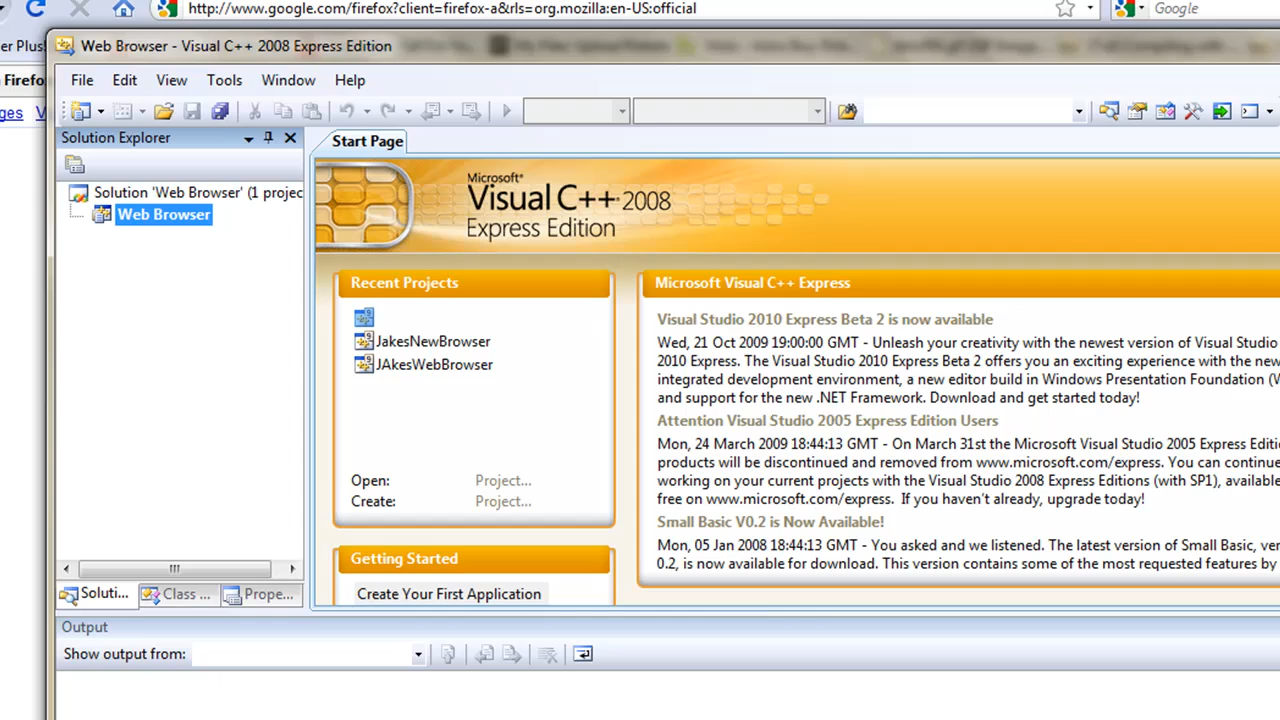 http://www.google.com/firefox?client=firefox-a&rls=org.mozilla:en-US:official
Google
er Plus
Web Browser - Visual C++ 2008 Express Edition
Firefo
File Edit View Tools Window Help
ges V
Solution Explorer
Start Page
Solution 'Web Browser' (1 projec
Web Browser
Microsoft
Visual C++ 2008
Express Edition
Recent Projects
JakesNewBrowser
JAkesWebBrowser
Open: Project...
Create: Project...
Getting Started
Create Your First Application
Microsoft Visual C++ Express
Visual Studio 2010 Express Beta 2 is now available
Wed, 21 Oct 2009 19:00:00 GMT - Unleash your creativity with the newest version of Visual Studio
2010 Express. The Visual Studio 2010 Express Beta 2 offers you an exciting experience with the new
integrated development environment, a new editor build in Windows Presentation Foundation (W
and support for the new .NET Framework. Download and get started today!
Attention Visual Studio 2005 Express Edition Users
Mon, 24 March 2009 18:44:13 GMT - On March 31st the Microsoft Visual Studio 2005 Express Editi
products will be discontinued and removed from www.microsoft.com/express. You can continue
working on your current projects with the Visual Studio 2008 Express Editions (with SP1), available
free on www.microsoft.com/express. If you haven't already, upgrade today!
Small Basic V0.2 is Now Available!
Mon, 05 Jan 2008 18:44:13 GMT - You asked and we listened. The latest version of Small Basic, ver
0.2, is now available for download. This version contains some of the most requested features by
Soluti... Class ... Prope...
Output
Show output from: